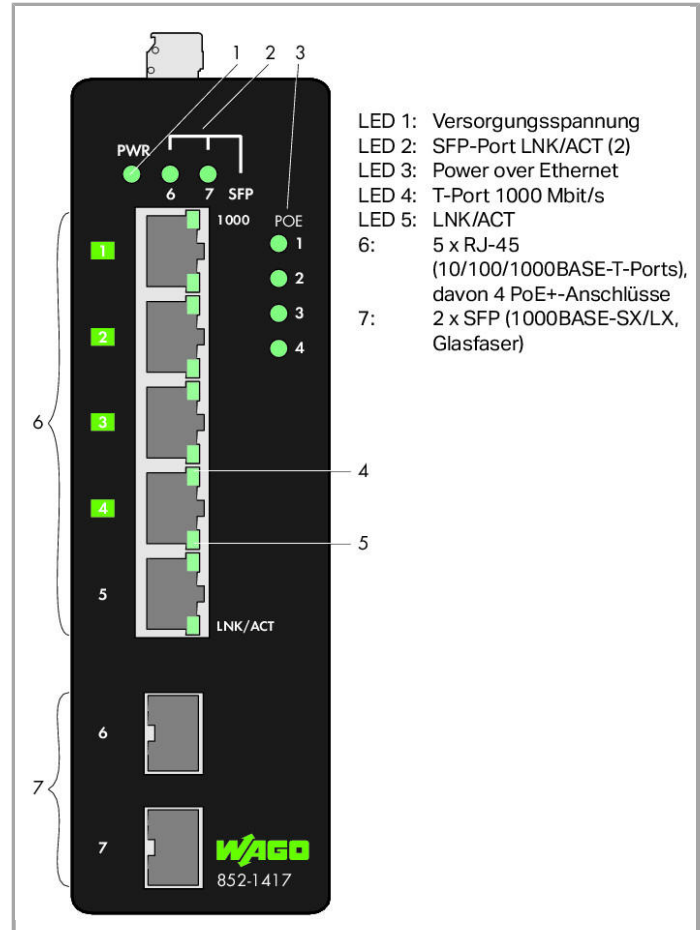 1 2 3
PWR
6 7 SFP
1000 POE
1
1
2
2
3
3
4
4
5
LNK/ACT
6
4
5
6
7
7
WAGO
852-1417
LED 1: Versorgungsspannung
LED 2: SFP-Port LNK/ACT (2)
LED 3: Power over Ethernet
LED 4: T-Port 1000 Mbit/s
LED 5: LNK/ACT
6: 5 x RJ-45
(10/100/1000BASE-T-Ports),
davon 4 PoE+-Anschlüsse
7: 2 x SFP (1000BASE-SX/LX,
Glasfaser)